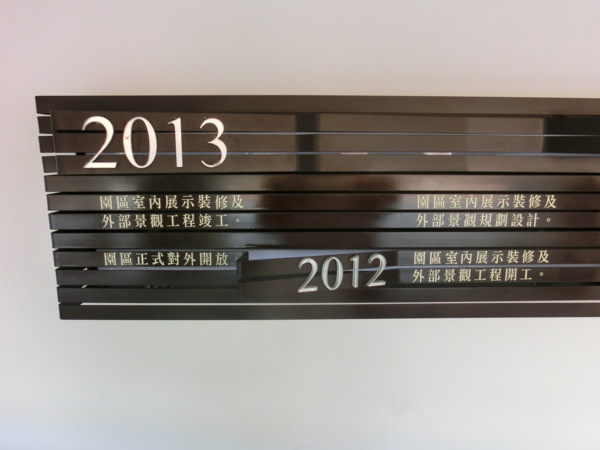 2013
園區室內展示裝修及
外部景觀工程竣工。
園區正式對外開放
2012
園區室內展示裝修及
外部景觀規劃設計。
園區室內展示裝修及
外部景觀工程開工。